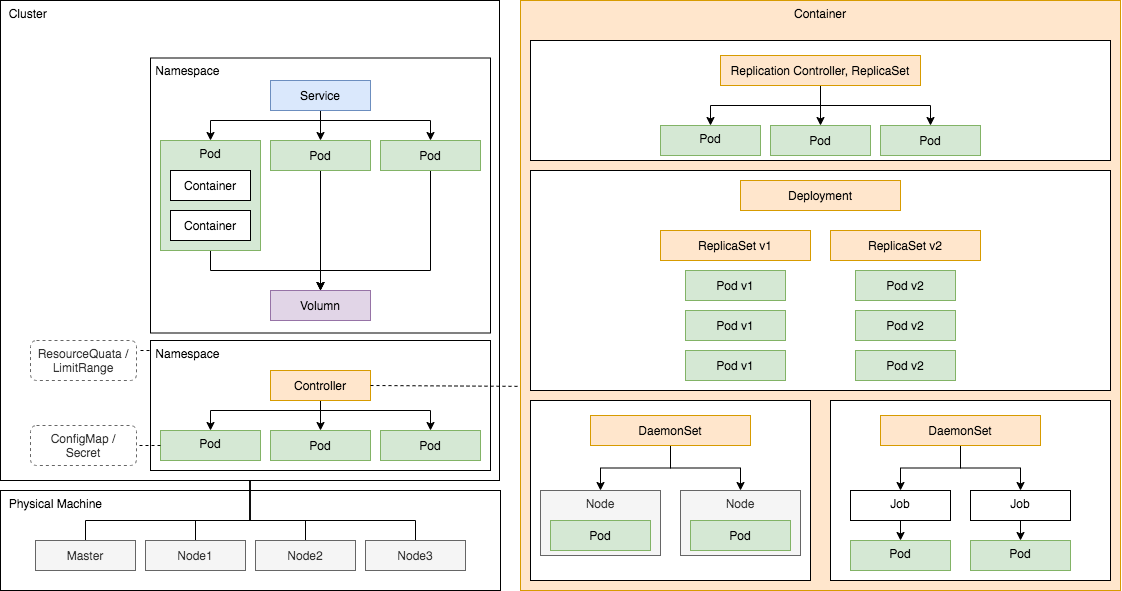 Cluster
Namespace
Service
Pod
Pod
Pod
Container
Container
Volumn
ResourceQuata /
LimitRange
Namespace
Controller
ConfigMap /
Secret
Pod
Pod
Pod
Physical Machine
Master
Node1
Node2
Node3
Container
Replication Controller, ReplicaSet
Pod
Pod
Pod
Deployment
ReplicaSet v1
ReplicaSet v2
Pod v1
Pod v2
Pod v1
Pod v2
Pod v1
Pod v2
DaemonSet
Node
Node
Pod
Pod
DaemonSet
Job
Job
Pod
Pod